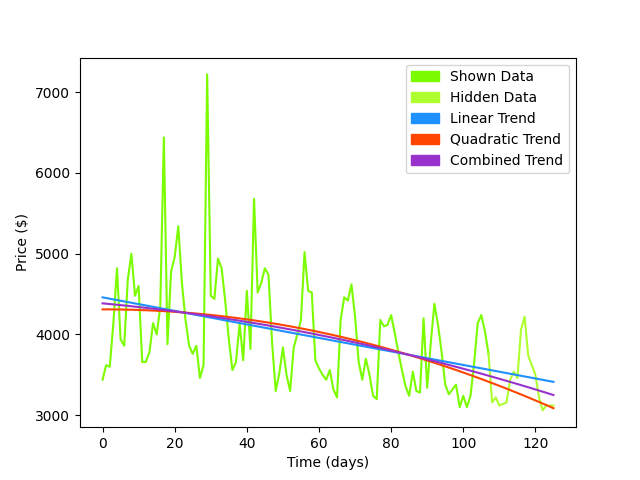 Shown Data
Hidden Data
Linear Trend
Quadratic Trend
Combined Trend
7000
6000
5000
4000
3000
Price ($)
0 20 40 60 80 100 120
Time (days)